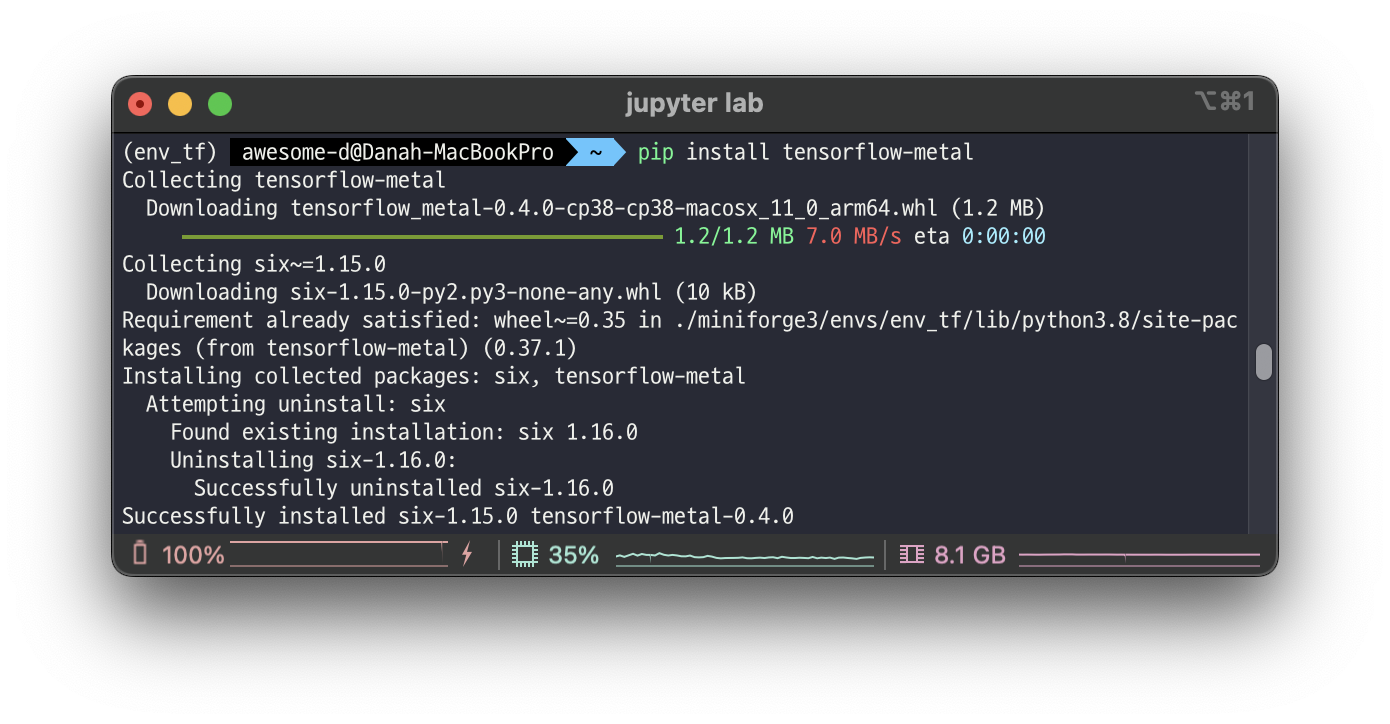 jupyter lab
⌥⌘1
(env_tf) awesome-d@Danah-MacBookPro ~ pip install tensorflow-metal
Collecting tensorflow-metal
  Downloading tensorflow_metal-0.4.0-cp38-cp38-macosx_11_0_arm64.whl (1.2 MB)
1.2/1.2 MB 7.0 MB/s eta 0:00:00
Collecting six~=1.15.0
  Downloading six-1.15.0-py2.py3-none-any.whl (10 kB)
Requirement already satisfied: wheel~=0.35 in ./miniforge3/envs/env_tf/lib/python3.8/site-pac
kages (from tensorflow-metal) (0.37.1)
Installing collected packages: six, tensorflow-metal
  Attempting uninstall: six
    Found existing installation: six 1.16.0
    Uninstalling six-1.16.0:
      Successfully uninstalled six-1.16.0
Successfully installed six-1.15.0 tensorflow-metal-0.4.0
100% 35% 8.1 GB